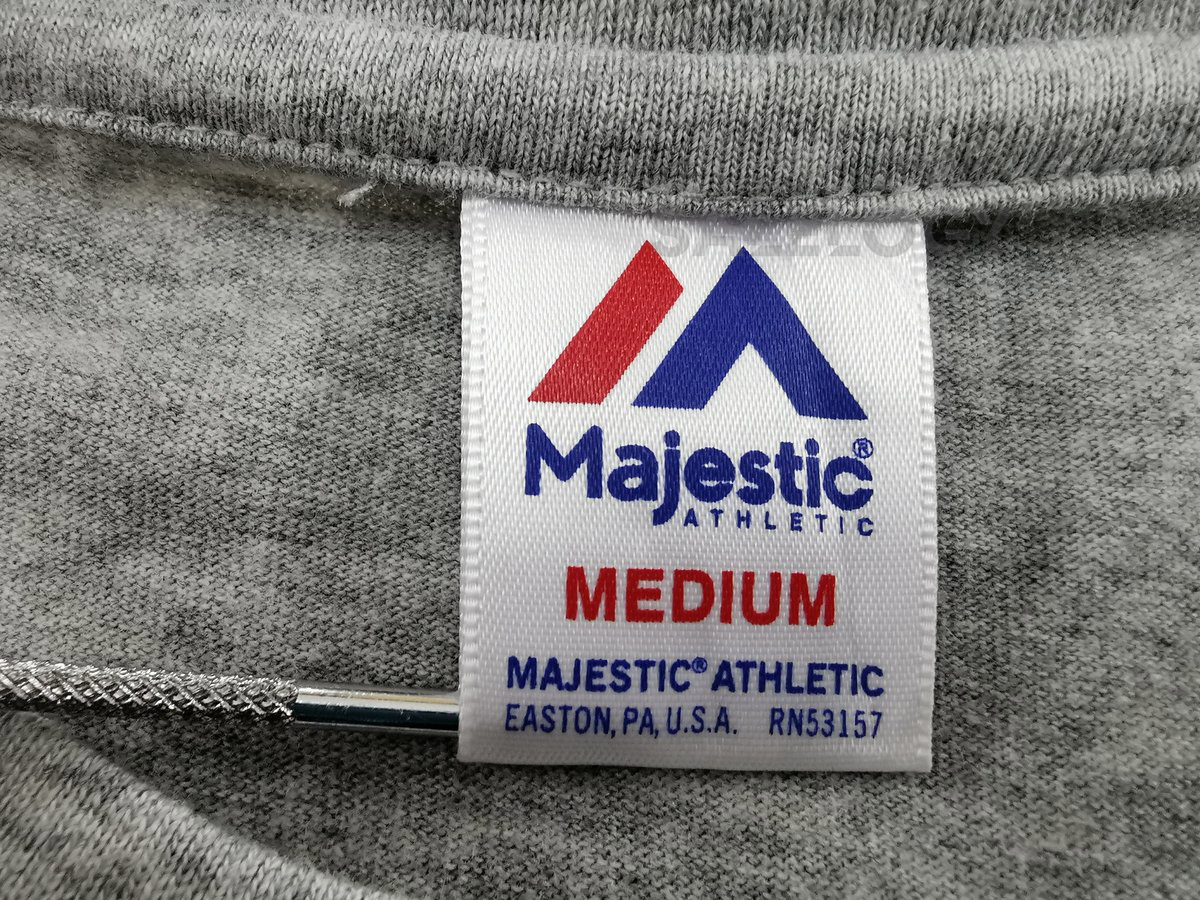 Majestic®
ATHLETIC
MEDIUM
MAJESTIC® ATHLETIC
EASTON, PA, U.S.A. RN53157